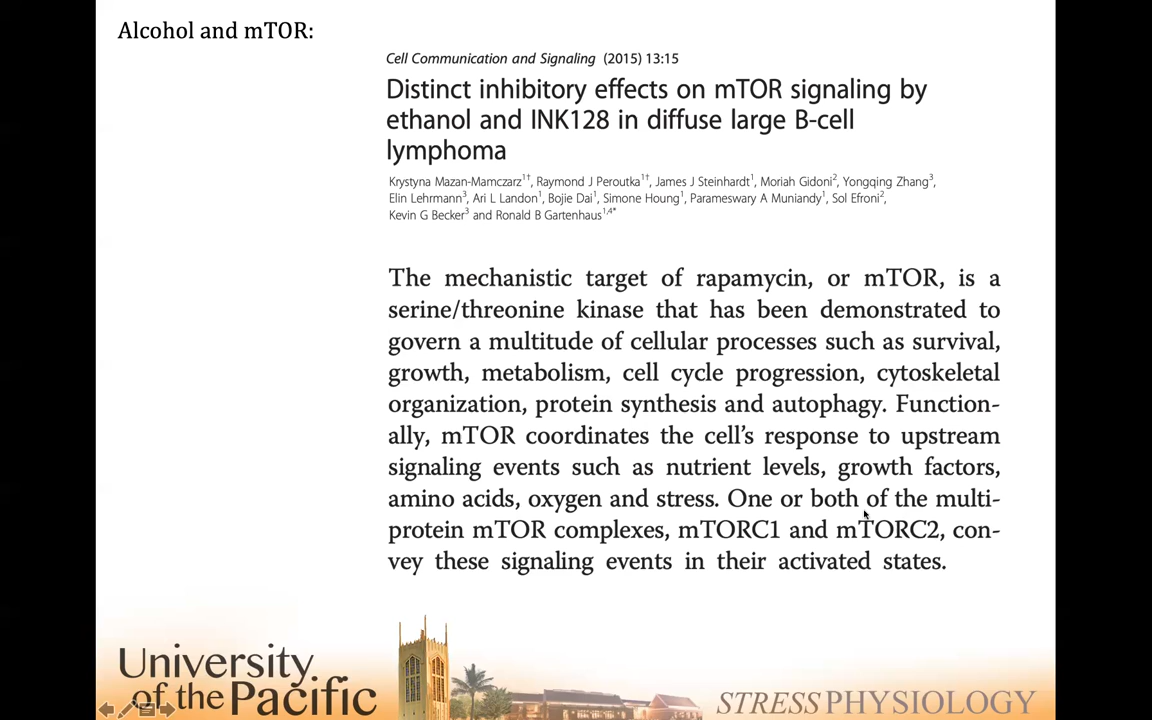 Alcohol and mTOR:
Cell Communication and Signaling (2015) 13:15
Distinct inhibitory effects on mTOR signaling by
ethanol and INK128 in diffuse large B-cell
lymphoma
Krystyna Mazan-Mamczarz1†, Raymond J Peroutka1†, James J Steinhardt1, Moriah Gidoni2, Yongqing Zhang3,
Elin Lehrmann3, Ari L Landon1, Bojie Dai1, Simone Houng1, Parameswary A Muniandy1, Sol Efroni2,
Kevin G Becker3 and Ronald B Gartenhaus1,4*
The mechanistic target of rapamycin, or mTOR, is a
serine/threonine kinase that has been demonstrated to
govern a multitude of cellular processes such as survival,
growth, metabolism, cell cycle progression, cytoskeletal
organization, protein synthesis and autophagy. Function-
ally, mTOR coordinates the cell's response to upstream
signaling events such as nutrient levels, growth factors,
amino acids, oxygen and stress. One or both of the multi-
protein mTOR complexes, mTORC1 and mTORC2, con-
vey these signaling events in their activated states.
University
of the Pacific
STRESS PHYSIOLOGY